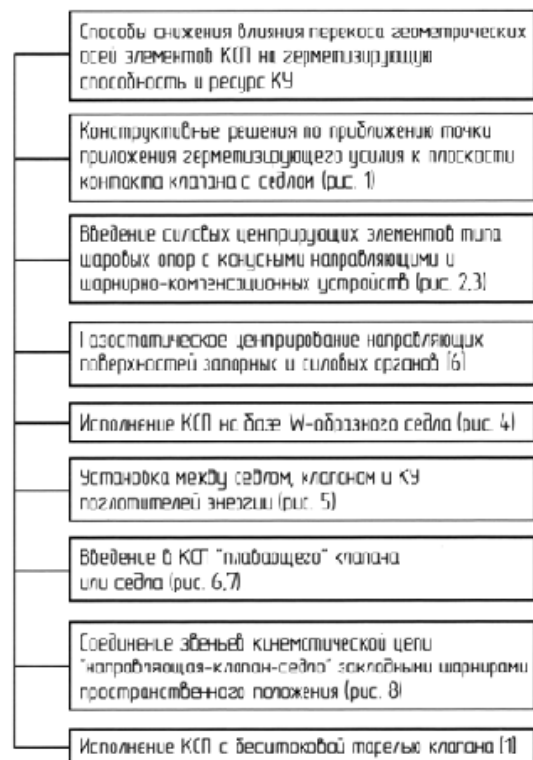 Способы снижения влияния перекоса геометрических
осей элементов КСП на герметизирующую
способность и ресурс КУ
Конструктивные решения по приближению точки
приложения герметизирующего усилия к плоскости
контакта клапана с седлом (рис. 1)
Введение силовых центрирующих элементов типа
шаровых опор с конусными направляющими и
шарнирно-компенсационных устройств (рис. 2,3)
Газостатическое центрирование направляющих
поверхностей запорных и силовых органов [6]
Исполнение КСП на базе W-образного седла (рис. 4)
Установка между седлом, клапаном и КУ
поглотителей энергии (рис. 5)
Введение в КСП "плавающего" клапана
или седла (рис. 6,7)
Соединение звеньев кинематической цепи
"направляющая-клапан-седло" закладными шарнирами
пространственного положения (рис. 8)
Исполнение КСП с бесштоковой тарелью клапана [1]